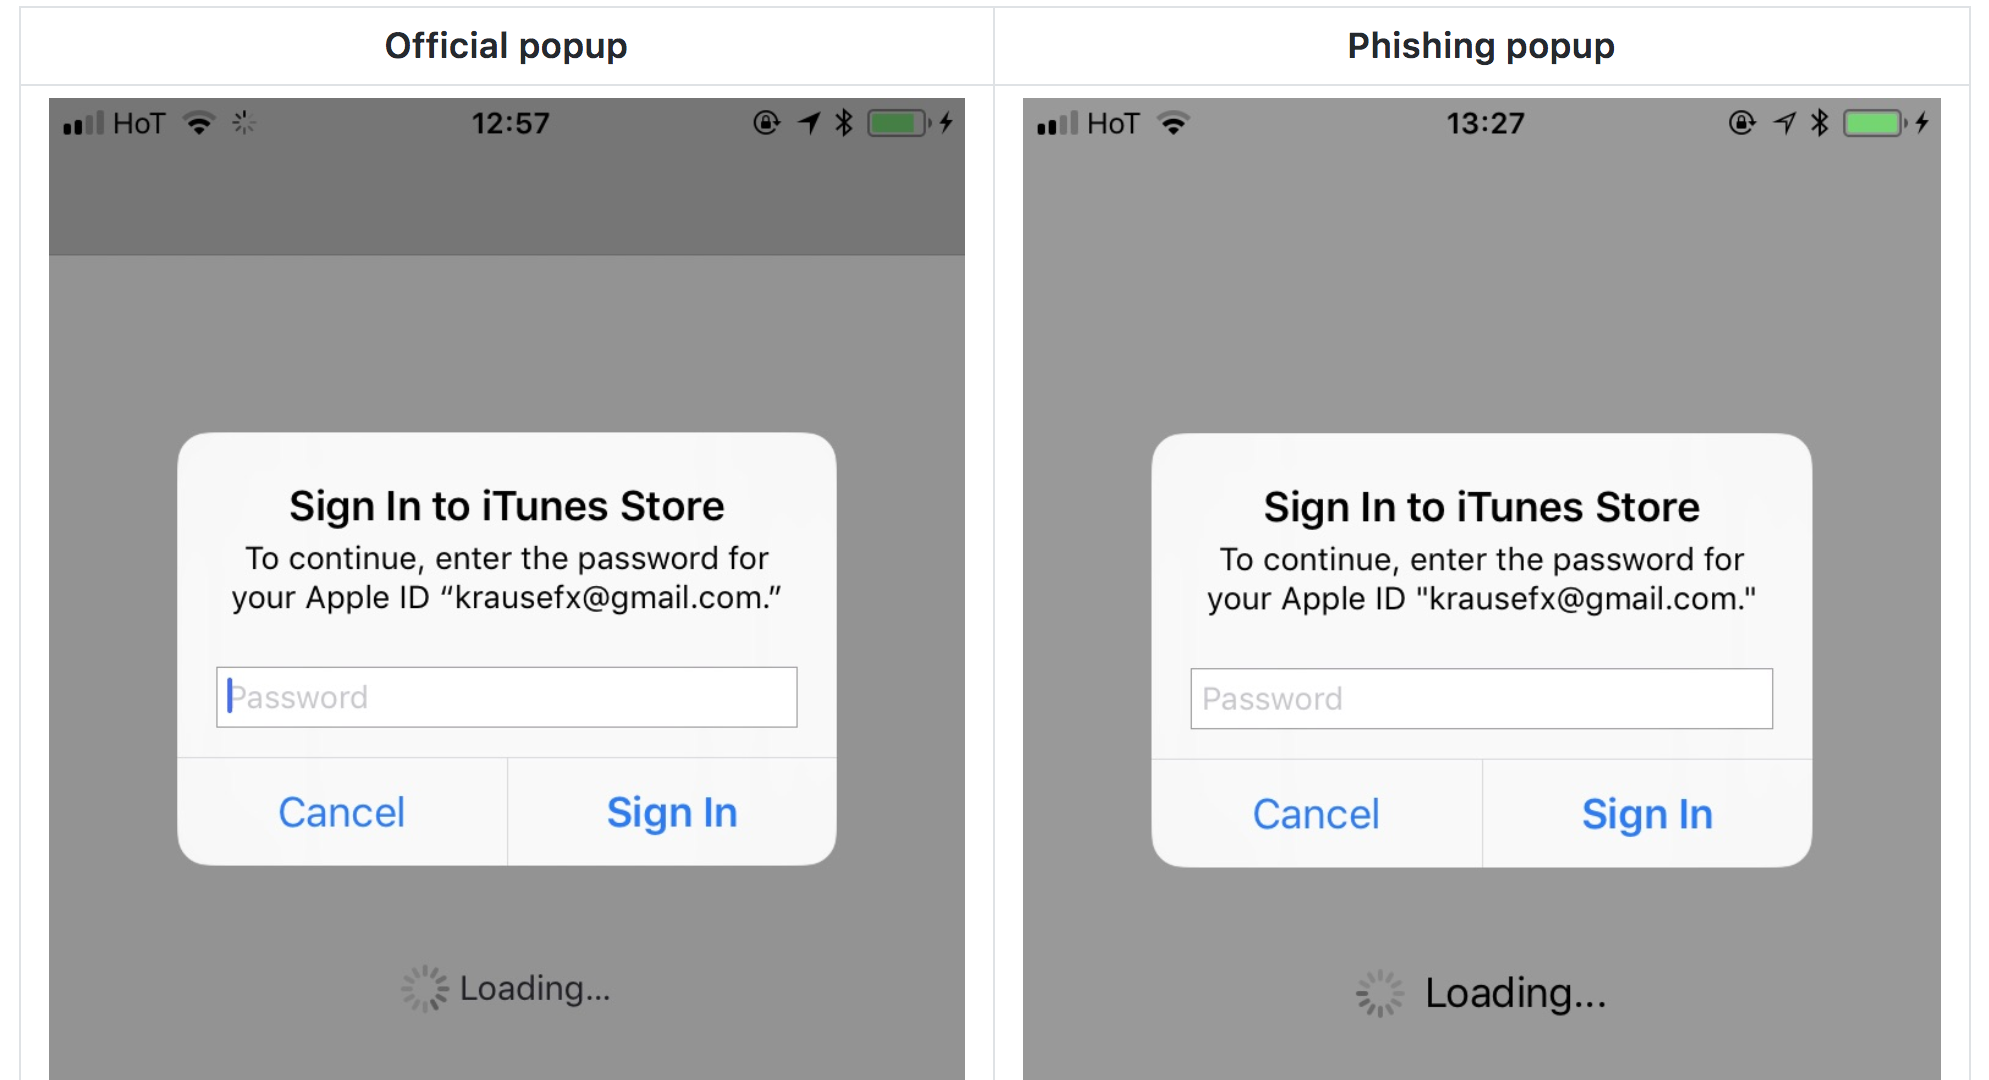 Official popup
Phishing popup
HoT
12:57
Sign In to iTunes Store
To continue, enter the password for
your Apple ID “krausefx@gmail.com.”
Password
Cancel
Sign In
Loading...
HoT
13:27
Sign In to iTunes Store
To continue, enter the password for
your Apple ID "krausefx@gmail.com."
Password
Cancel
Sign In
Loading...